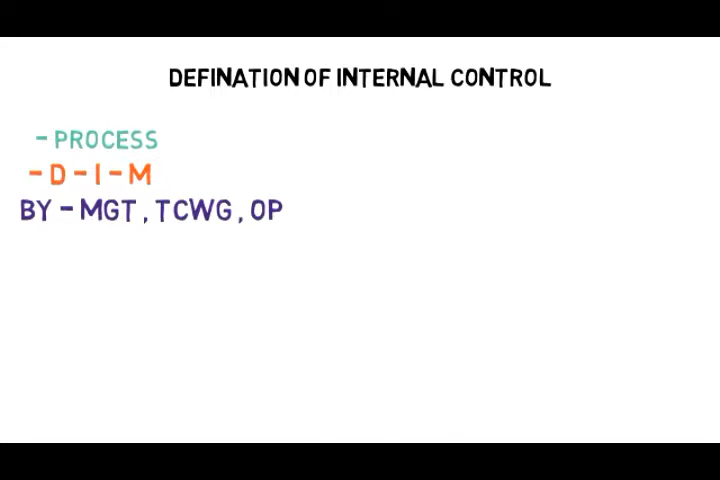 DEFINATION OF INTERNAL CONTROL
- PROCESS
- D - I - M
BY - MGT, TCWG, OP